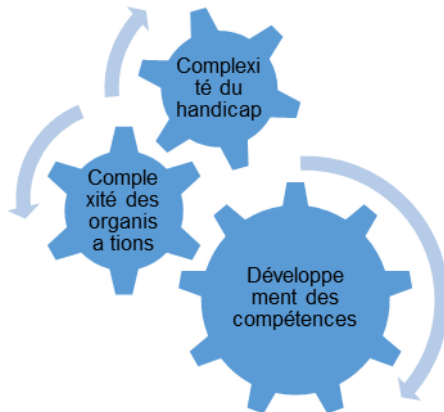 Complexi
té du
handicap
Comple
xité des
organis
a tions
Développe
ment des
compétences